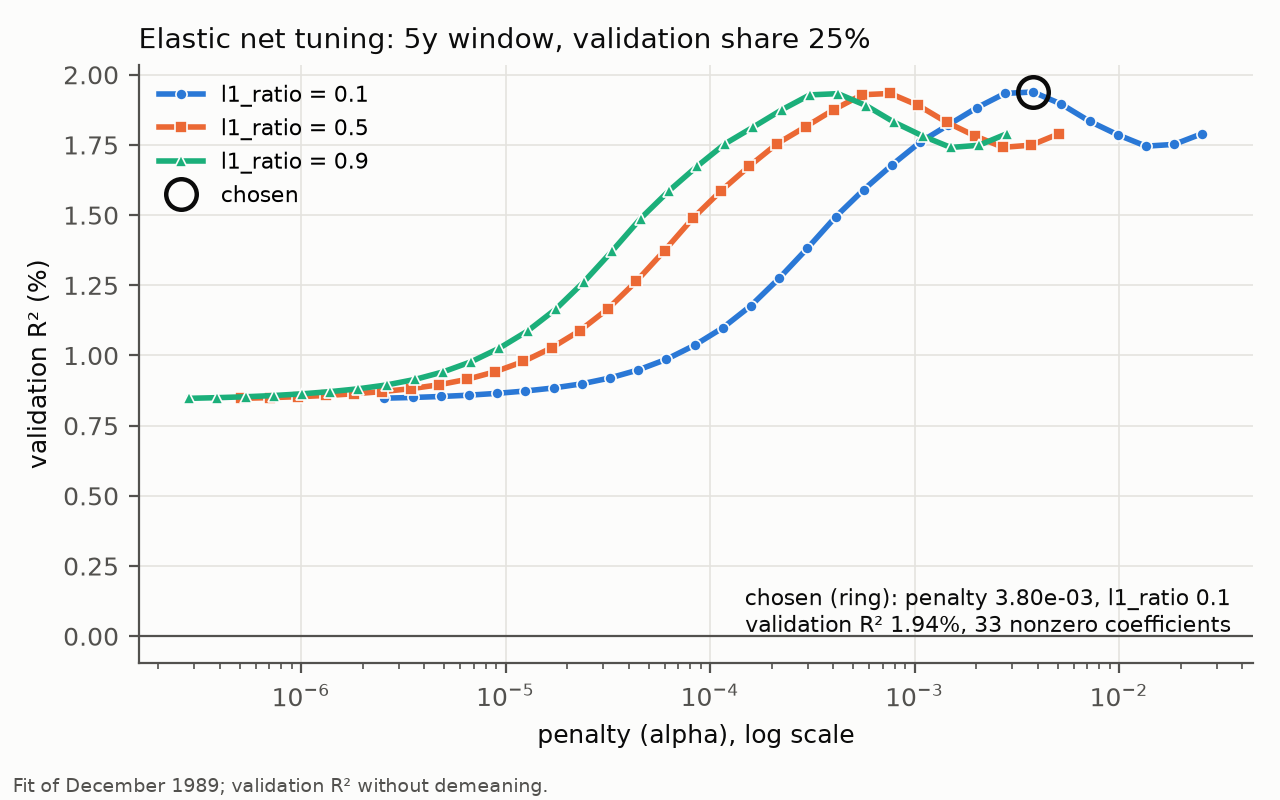 Elastic net tuning: 5y window, validation share 25%
l1_ratio = 0.1
l1_ratio = 0.5
l1_ratio = 0.9
chosen
validation R² (%)
2.00
1.75
1.50
1.25
1.00
0.75
0.50
0.25
0.00
chosen (ring): penalty 3.80e-03, l1_ratio 0.1
validation R² 1.94%, 33 nonzero coefficients
10⁻⁶ 10⁻⁵ 10⁻⁴ 10⁻³ 10⁻²
penalty (alpha), log scale
Fit of December 1989; validation R² without demeaning.